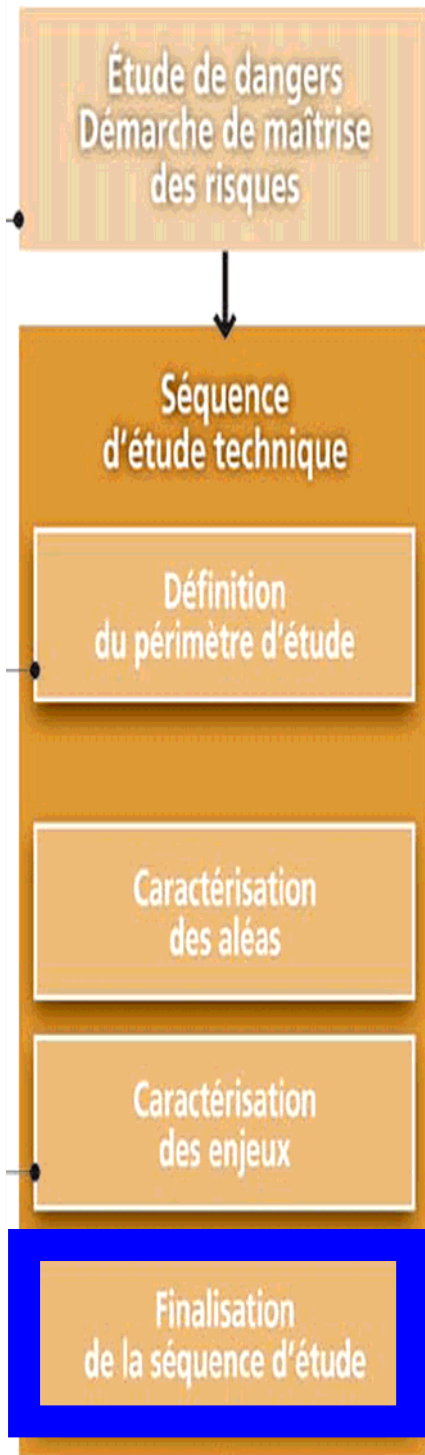 Étude de dangers
Démarche de maîtrise
des risques
Séquence
d'étude technique
Définition
du périmètre d'étude
Caractérisation
des aléas
Caractérisation
des enjeux
Finalisation
de la séquence d'étude